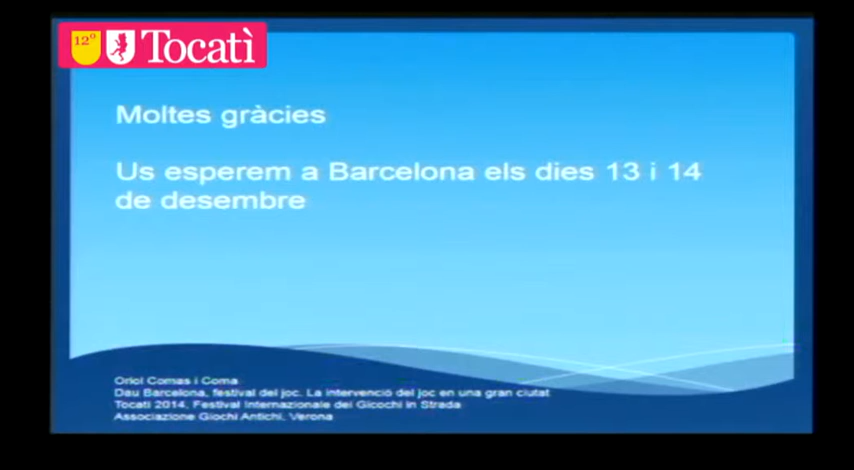 12º Tocatì
Moltes gràcies
Us esperem a Barcelona els dies 13 i 14
de desembre
Oriol Comas i Coma
Dau Barcelona, festival del joc. La intervenció del joc en una gran ciutat
Tocatì 2014. Festival Internazionale dei Gicochi in Strada
Associazione Giochi Antichi. Verona